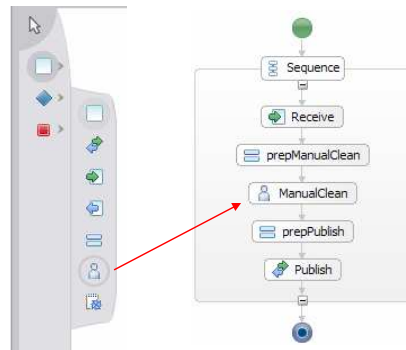 Sequence
Receive
prepManualClean
ManualClean
prepPublish
Publish